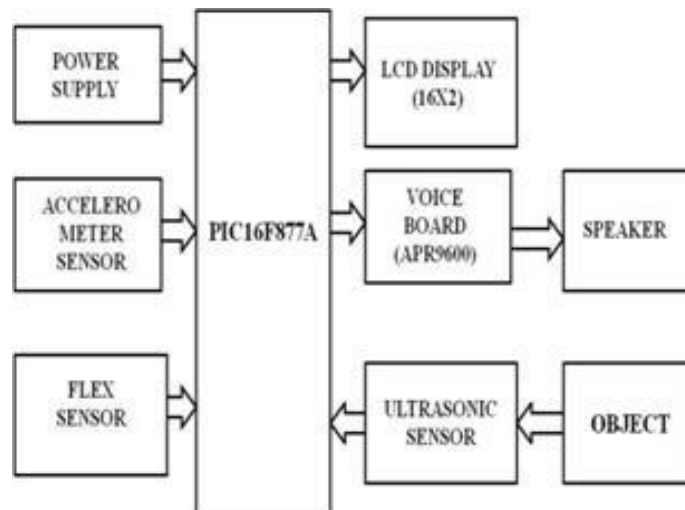 POWER
SUPPLY
LCD DISPLAY
(16X2)
ACCELERO
METER
SENSOR
PIC16F877A
VOICE
BOARD
(APR9600)
SPEAKER
FLEX
SENSOR
ULTRASONIC
SENSOR
OBJECT